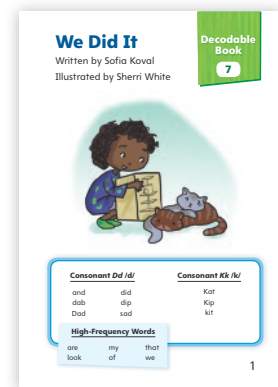 We Did It
Written by Sofia Koval
Illustrated by Sherri White
Decodable
Book
7
Consonant Dd /d/
and did
dab dip
Dad sad
Consonant Kk /k/
Kat
Kip
kit
High-Frequency Words
are my that
look of we
1